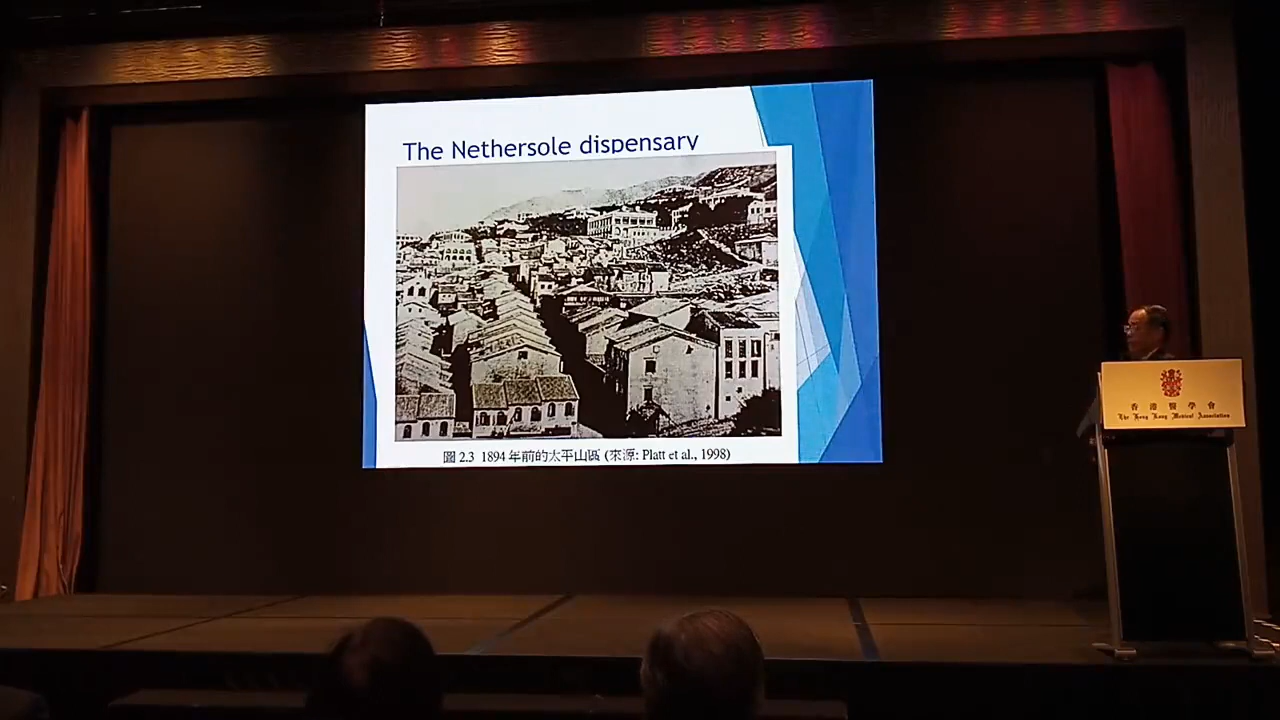 The Nethersole dispensary
圖 2.3 1894 年前的太平山區 (來源: Platt et al., 1998)
香港醫學會
The Hong Kong Medical Association